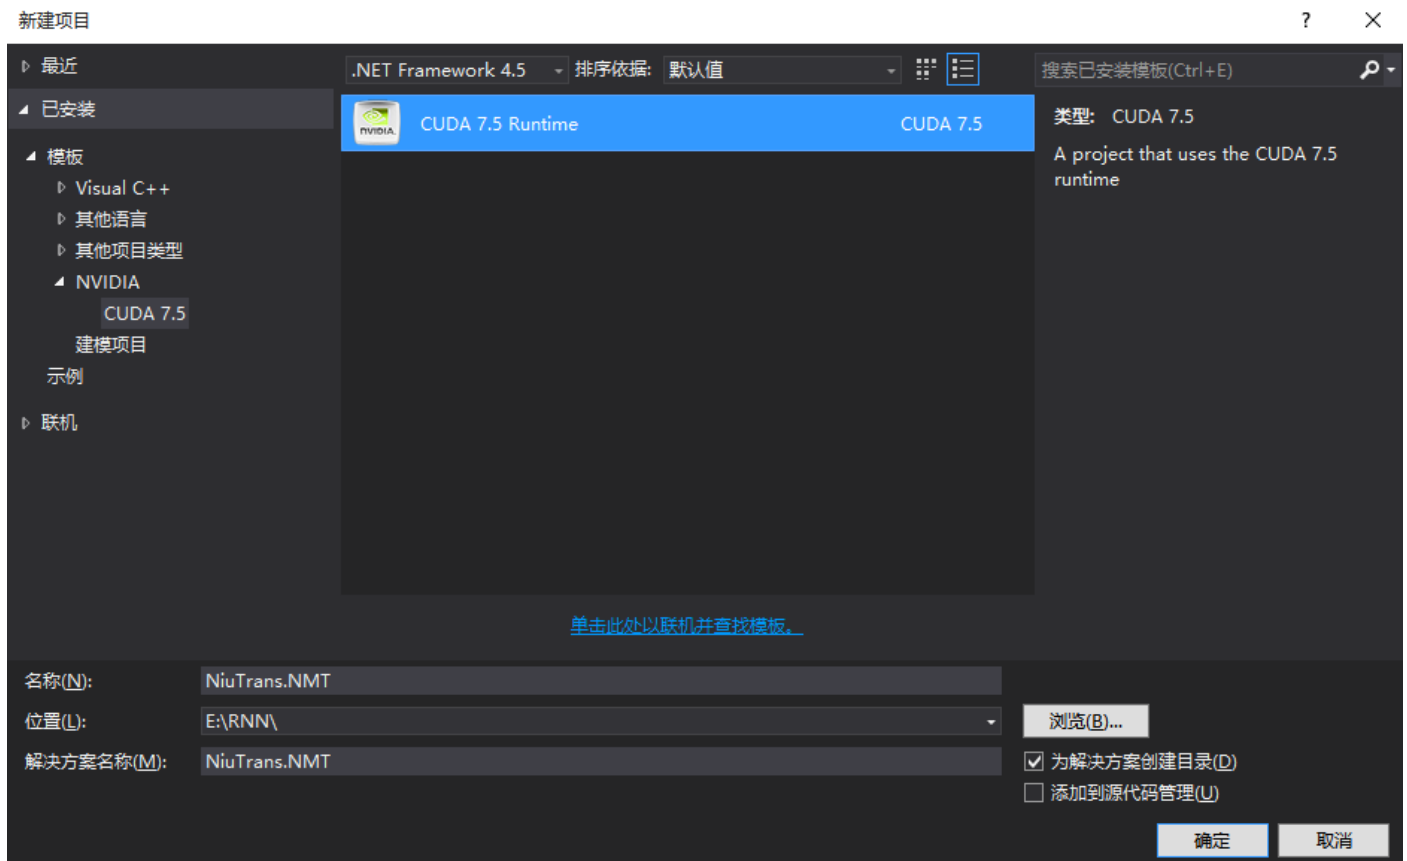 新建项目
?
最近
.NET Framework 4.5
排序依据: 默认值
搜索已安装模板(Ctrl+E)
已安装
模板
Visual C++
其他语言
其他项目类型
NVIDIA
CUDA 7.5
建模项目
示例
联机
NVIDIA.
CUDA 7.5 Runtime
CUDA 7.5
类型: CUDA 7.5
A project that uses the CUDA 7.5
runtime
单击此处以联机并查找模板。
名称(N):
NiuTrans.NMT
位置(L):
E:\RNN\
浏览(B)...
解决方案名称(M):
NiuTrans.NMT
为解决方案创建目录(D)
添加到源代码管理(U)
确定
取消